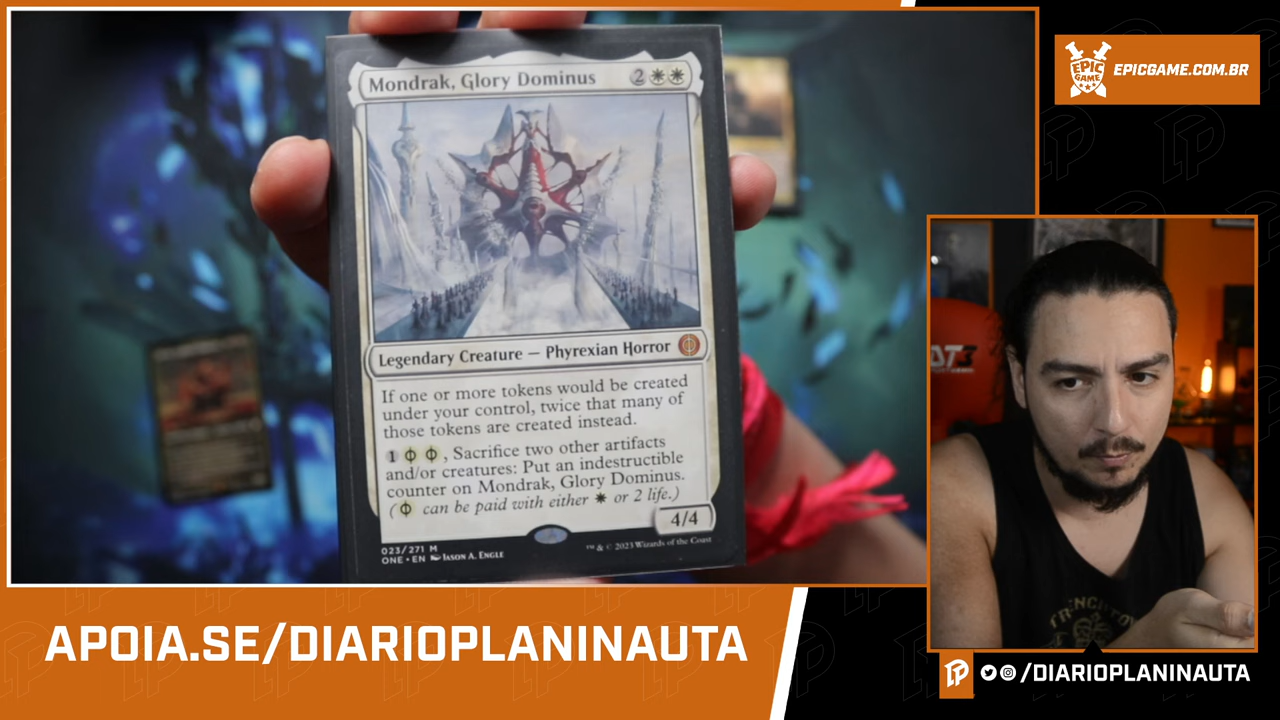 Mondrak, Glory Dominus 2
Legendary Creature — Phyrexian Horror
If one or more tokens would be created
under your control, twice that many of
those tokens are created instead.
1 , Sacrifice two other artifacts
and/or creatures: Put an indestructible
counter on Mondrak, Glory Dominus.
( can be paid with either or 2 life.)
4/4
023/271 M
ONE • EN JASON A. ENGLE
™ & © 2023 Wizards of the Coast
EPIC
GAME
EPICGAME.COM.BR
APOIA.SE/DIARIOPLANINAUTA
/DIARIOPLANINAUTA